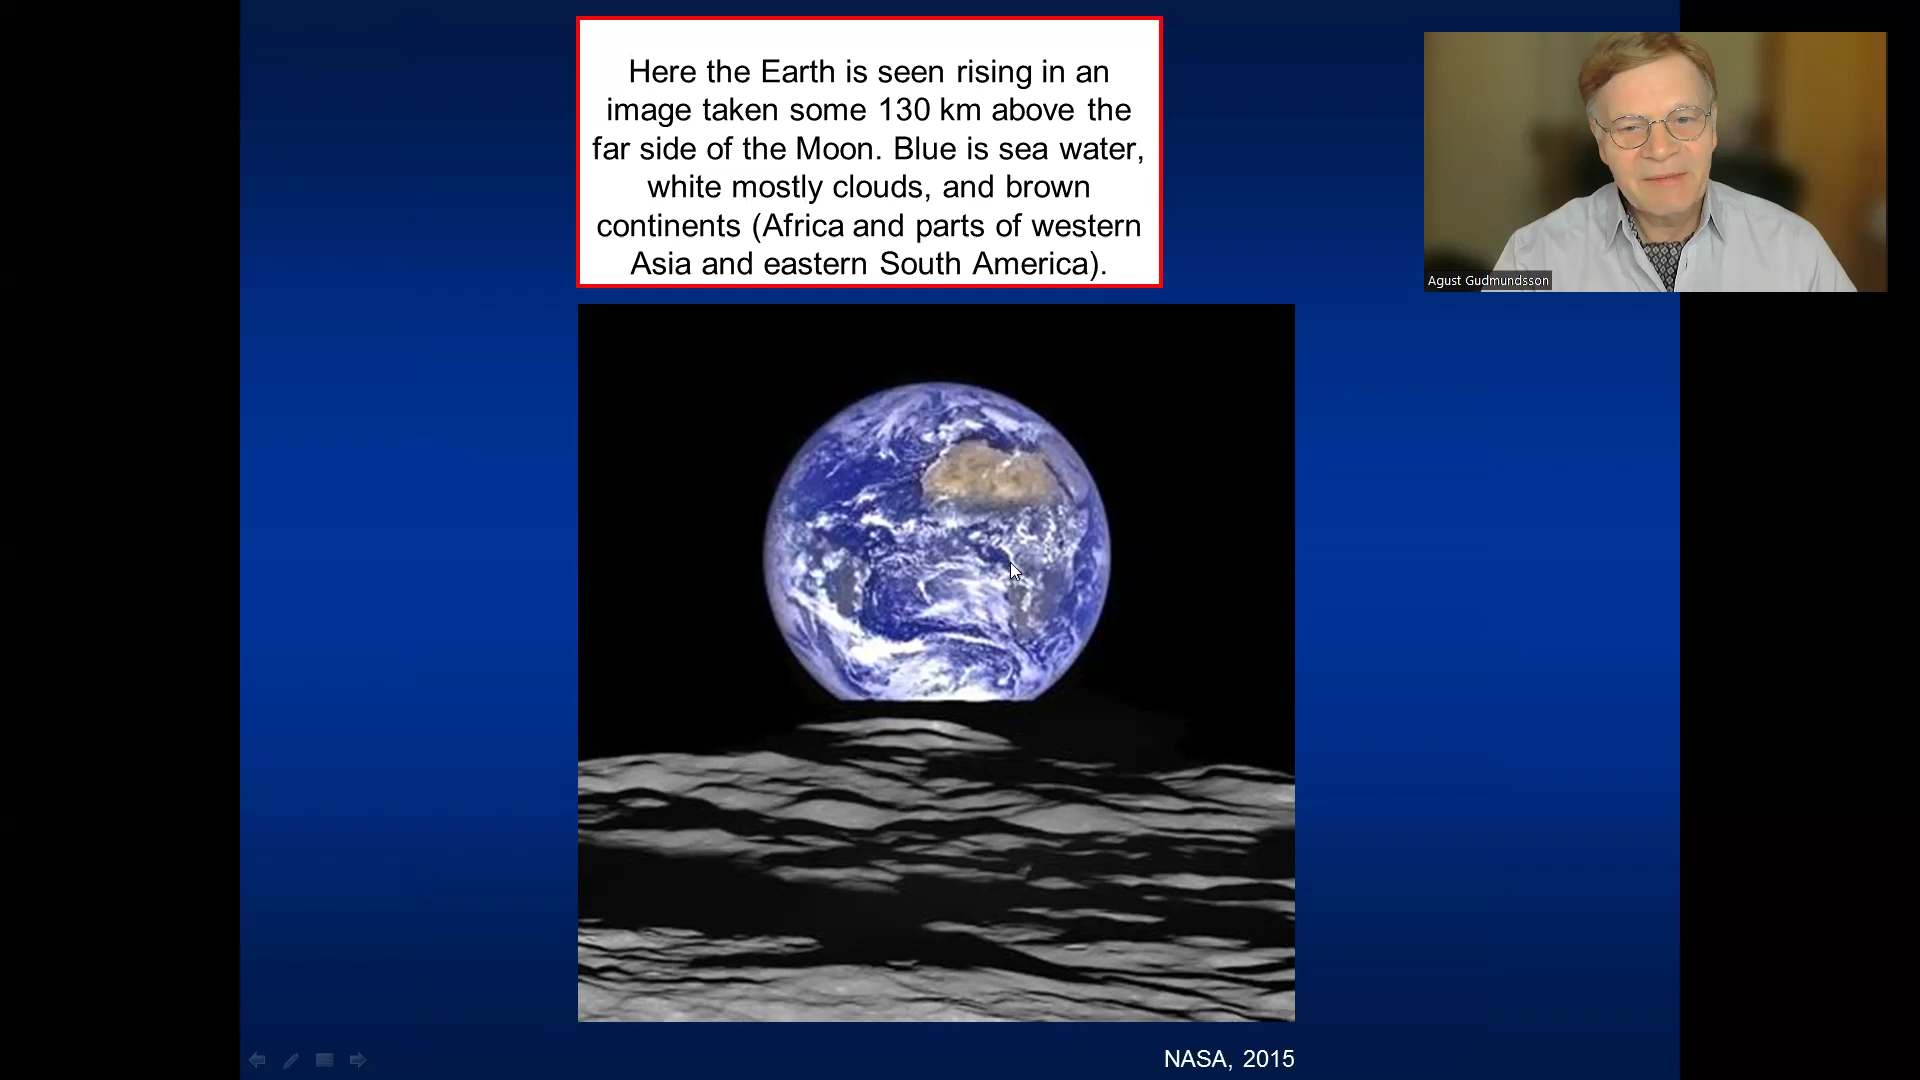 Here the Earth is seen rising in an
image taken some 130 km above the
far side of the Moon. Blue is sea water,
white mostly clouds, and brown
continents (Africa and parts of western
Asia and eastern South America).
Agust Gudmundsson
NASA, 2015